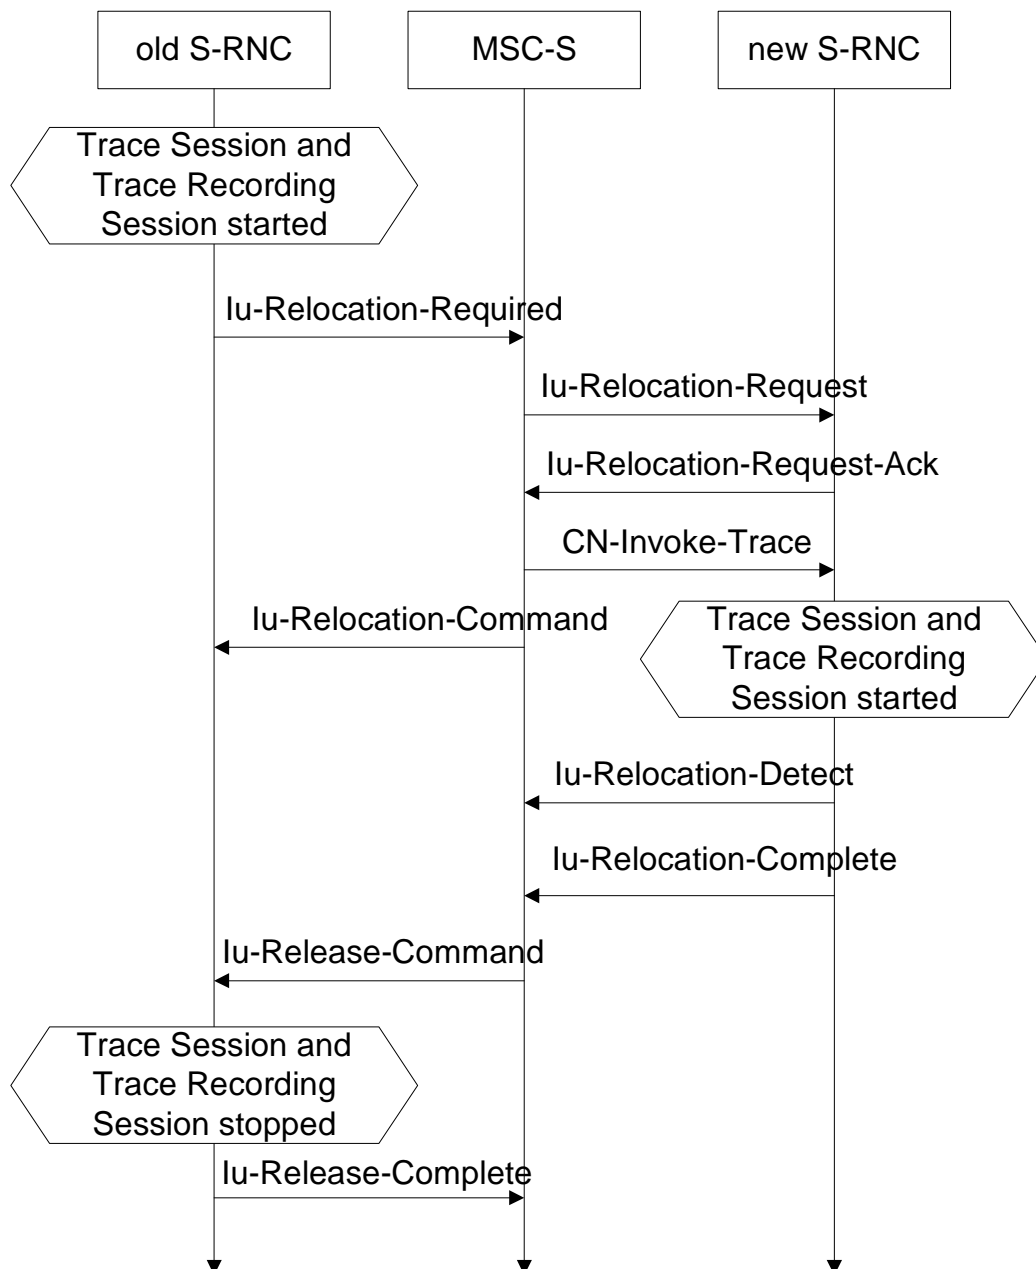 old S-RNC
MSC-S
new S-RNC
Trace Session and
Trace Recording
Session started
Iu-Relocation-Required
Iu-Relocation-Request
Iu-Relocation-Request-Ack
CN-Invoke-Trace
Iu-Relocation-Command
Trace Session and
Trace Recording
Session started
Iu-Relocation-Detect
Iu-Relocation-Complete
Iu-Release-Command
Trace Session and
Trace Recording
Session stopped
Iu-Release-Complete